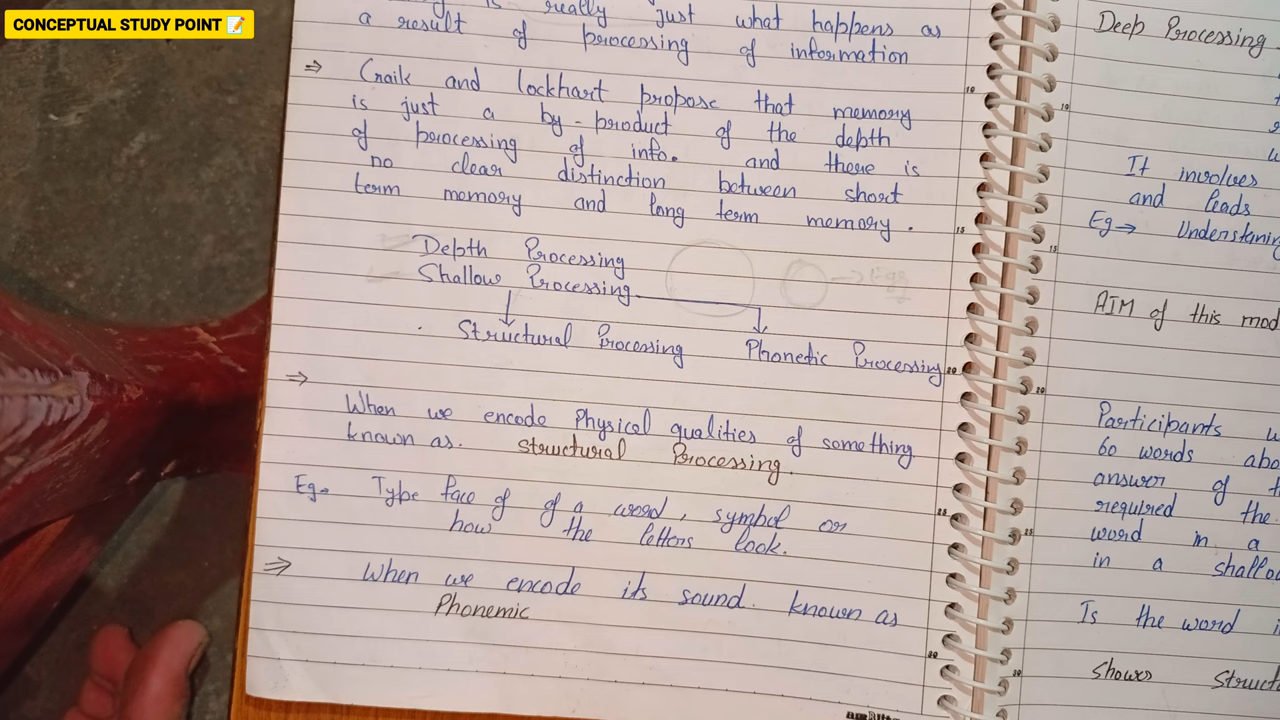 CONCEPTUAL STUDY POINT 📝
is really just what happens as
a result of processing of information
⇒ Craik and lockhart propose that memory
is just a by-product of the depth
of processing of info. and there is
no clear distinction between short
term memory and long term memory.
Depth Processing
Shallow Processing
Structural Processing Phonetic Processing
⇒
When we encode Physical qualities of something
known as. Structural Processing.
Eg→ Type face of of a word, symbol or
how the letters look.
⇒ When we encode its sound. known as
Phonemic
Deep Processing
It involves
and leads
Eg→ Understanin
AIM of this mod
Participants
60 words abo
answer of
required the
word in a
in a shallo
Is the word
Shows Struct